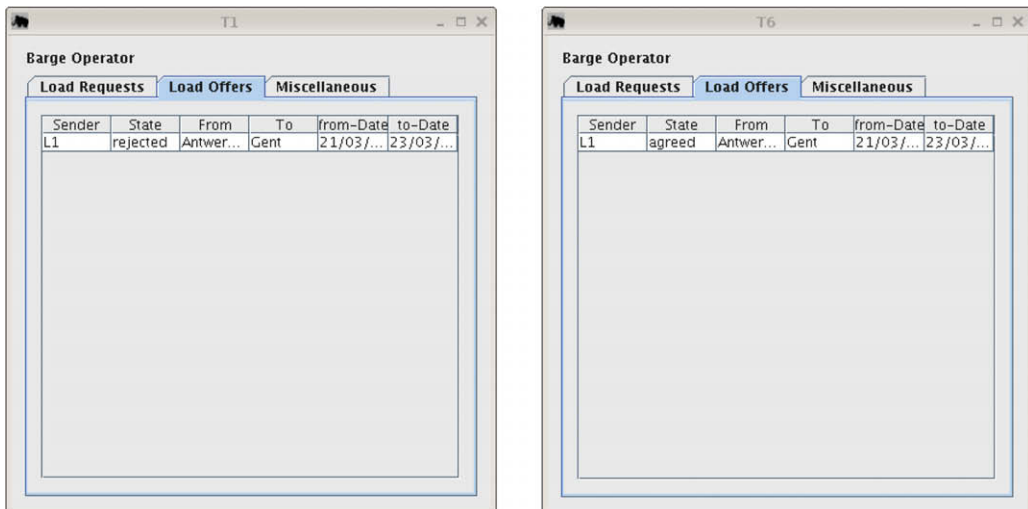 T1
Barge Operator
Load Requests Load Offers Miscellaneous
Sender State From To from-Date to-Date
L1 rejected Antwer... Gent 21/03/... 23/03/...
T6
Barge Operator
Load Requests Load Offers Miscellaneous
Sender State From To from-Date to-Date
L1 agreed Antwer... Gent 21/03/... 23/03/...